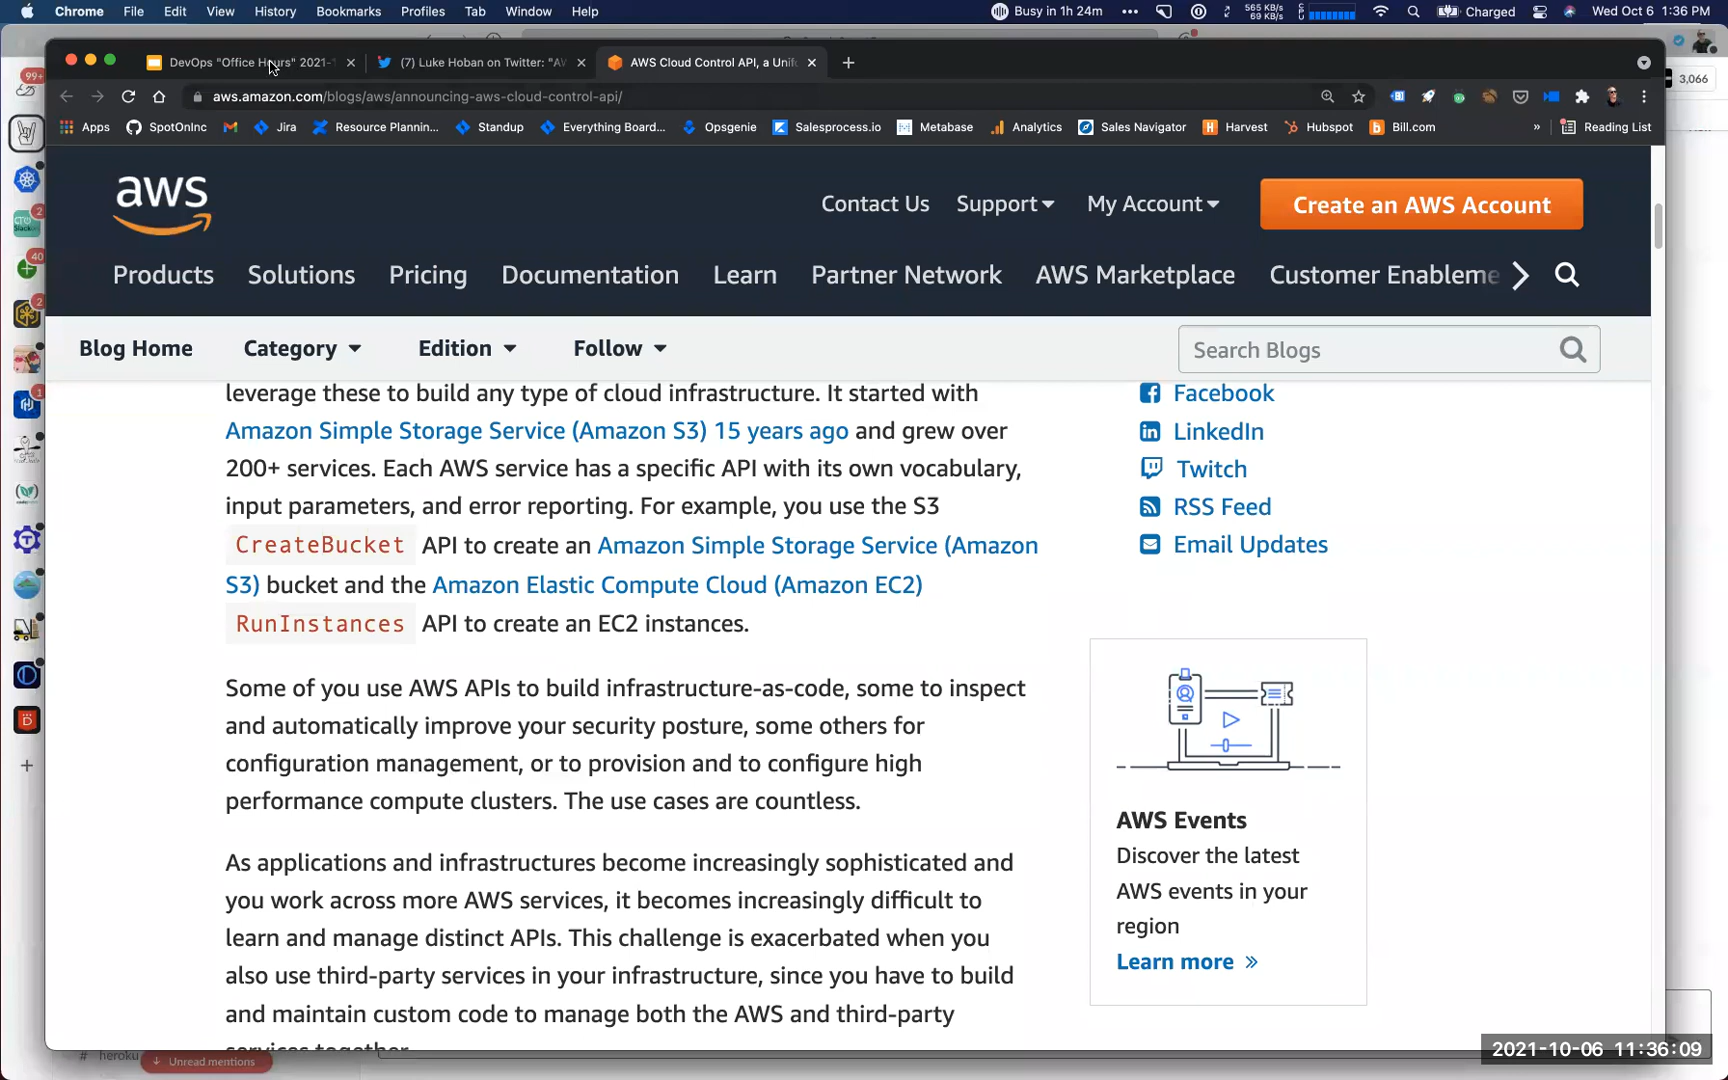 Chrome File Edit View History Bookmarks Profiles Tab Window Help Busy in 1h 24m 565 KB/s 69 KB/s Charged Wed Oct 6 1:36 PM
DevOps "Office Hours" 2021-1 (7) Luke Hoban on Twitter: "AW AWS Cloud Control API, a Unif
99+
3,066
aws.amazon.com/blogs/aws/announcing-aws-cloud-control-api/
Apps SpotOnInc Jira Resource Plannin... Standup Everything Board... Opsgenie Salesprocess.io Metabase Analytics Sales Navigator Harvest Hubspot Bill.com » Reading List
aws
Contact Us Support My Account Create an AWS Account
Products Solutions Pricing Documentation Learn Partner Network AWS Marketplace Customer Enableme
2
40
2
1
Blog Home Category Edition Follow Search Blogs
leverage these to build any type of cloud infrastructure. It started with
Amazon Simple Storage Service (Amazon S3) 15 years ago and grew over
200+ services. Each AWS service has a specific API with its own vocabulary,
input parameters, and error reporting. For example, you use the S3
CreateBucket API to create an Amazon Simple Storage Service (Amazon
S3) bucket and the Amazon Elastic Compute Cloud (Amazon EC2)
RunInstances API to create an EC2 instances.
Some of you use AWS APIs to build infrastructure-as-code, some to inspect
and automatically improve your security posture, some others for
configuration management, or to provision and to configure high
performance compute clusters. The use cases are countless.
As applications and infrastructures become increasingly sophisticated and
you work across more AWS services, it becomes increasingly difficult to
learn and manage distinct APIs. This challenge is exacerbated when you
also use third-party services in your infrastructure, since you have to build
and maintain custom code to manage both the AWS and third-party
services together.
Facebook
LinkedIn
Twitch
RSS Feed
Email Updates
AWS Events
Discover the latest
AWS events in your
region
Learn more »
# heroku
Unread mentions
2021-10-06 11:36:09